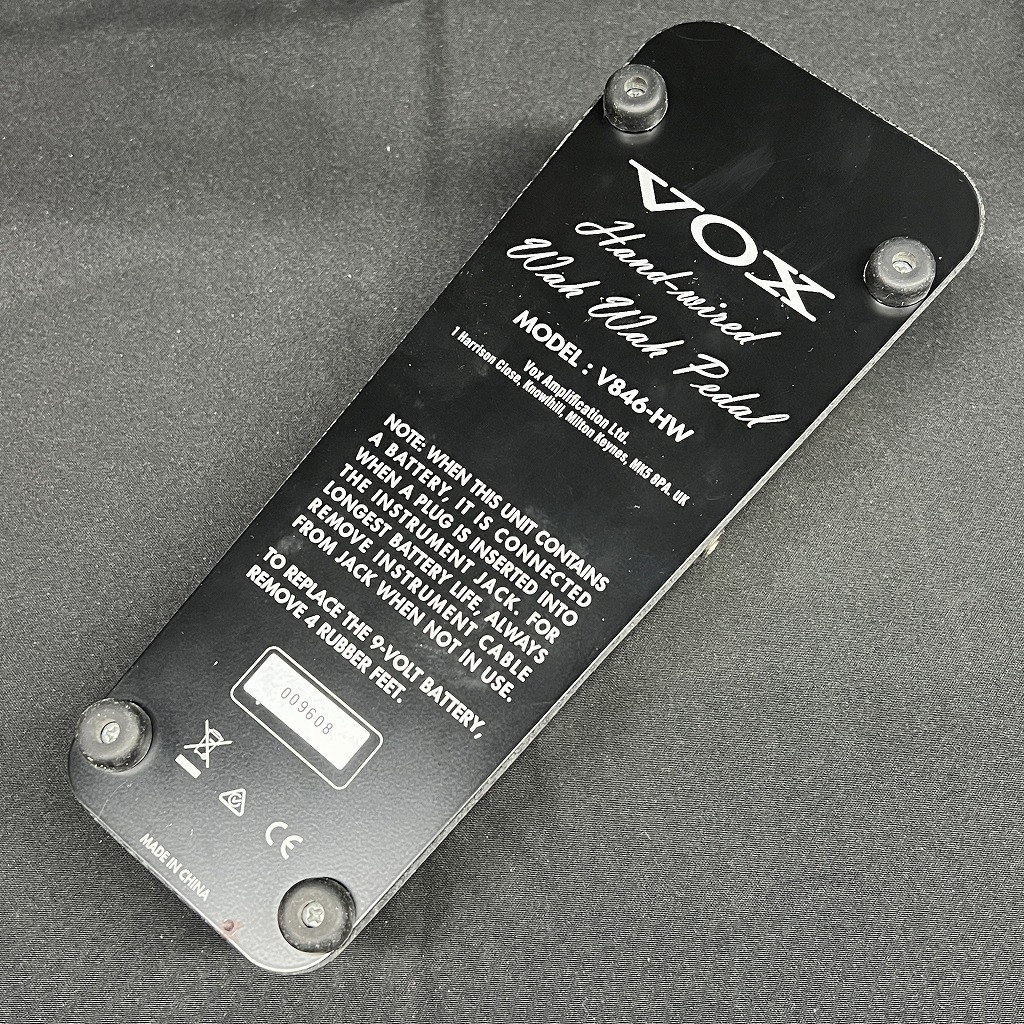 VOX
Hand-wired
Wah Wah Pedal
MODEL : V846-HW
Vox Amplification Ltd.
1 Harrison Close, Knowlhill, Milton Keynes, MK5 8PA. UK
NOTE: WHEN THIS UNIT CONTAINS
A BATTERY, IT IS CONNECTED
WHEN A PLUG IS INSERTED INTO
THE INSTRUMENT JACK. FOR
LONGEST BATTERY LIFE, ALWAYS
REMOVE INSTRUMENT CABLE
FROM JACK WHEN NOT IN USE.
TO REPLACE THE 9-VOLT BATTERY,
REMOVE 4 RUBBER FEET.
009608
CE
MADE IN CHINA